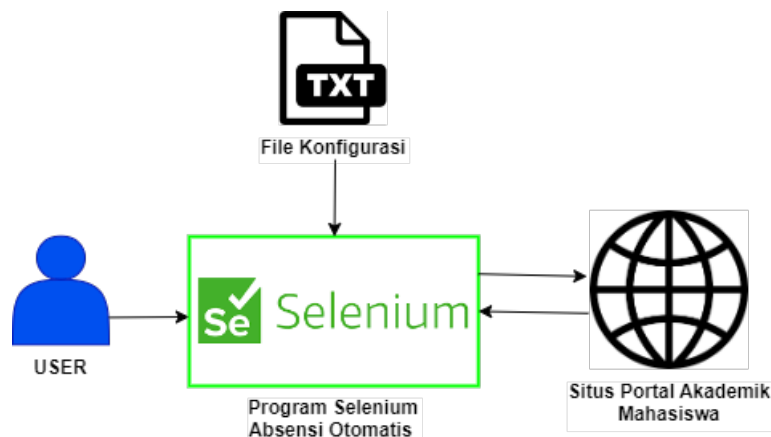 TXT
File Konfigurasi
Se Selenium
USER
Program Selenium
Absensi Otomatis
Situs Portal Akademik
Mahasiswa